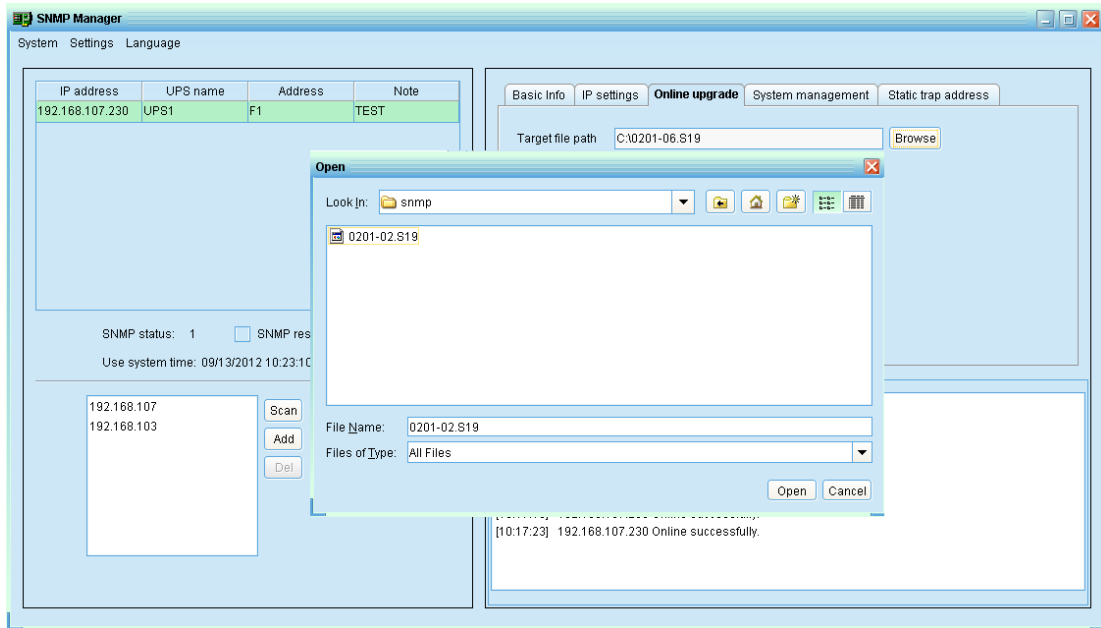 SNMP Manager
System Settings Language
IP address UPS name Address Note
192.168.107.230 UPS1 F1 TEST
Basic Info IP settings Online upgrade System management Static trap address
Target file path C:\0201-06.S19 Browse
Open
Look In: snmp
0201-02.S19
File Name: 0201-02.S19
Files of Type: All Files
Open Cancel
SNMP status: 1 SNMP res
Use system time: 09/13/2012 10:23:10
192.168.107
192.168.103
Scan
Add
Del
[10:17:23] 192.168.107.230 Online successfully.